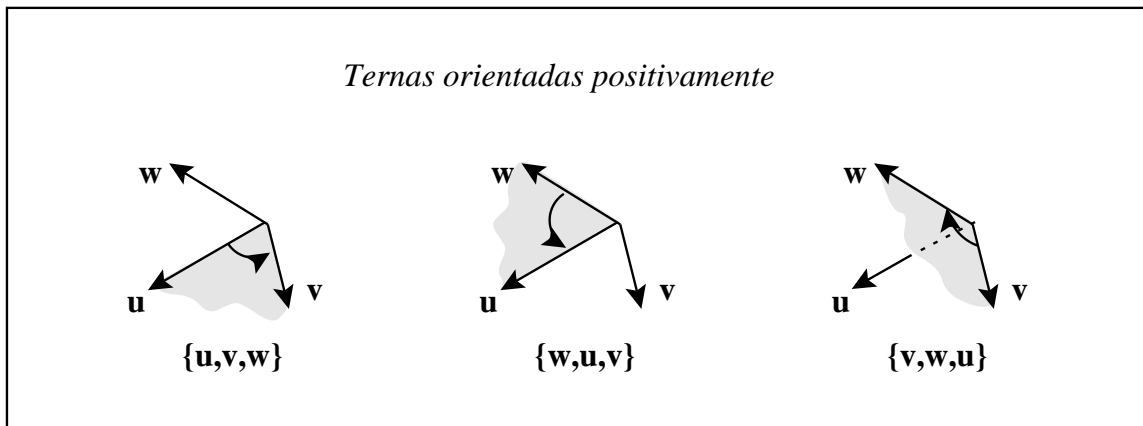 Ternas orientadas positivamente
w
u
v
{u,v,w}
w
u
v
{w,u,v}
w
u
v
{v,w,u}